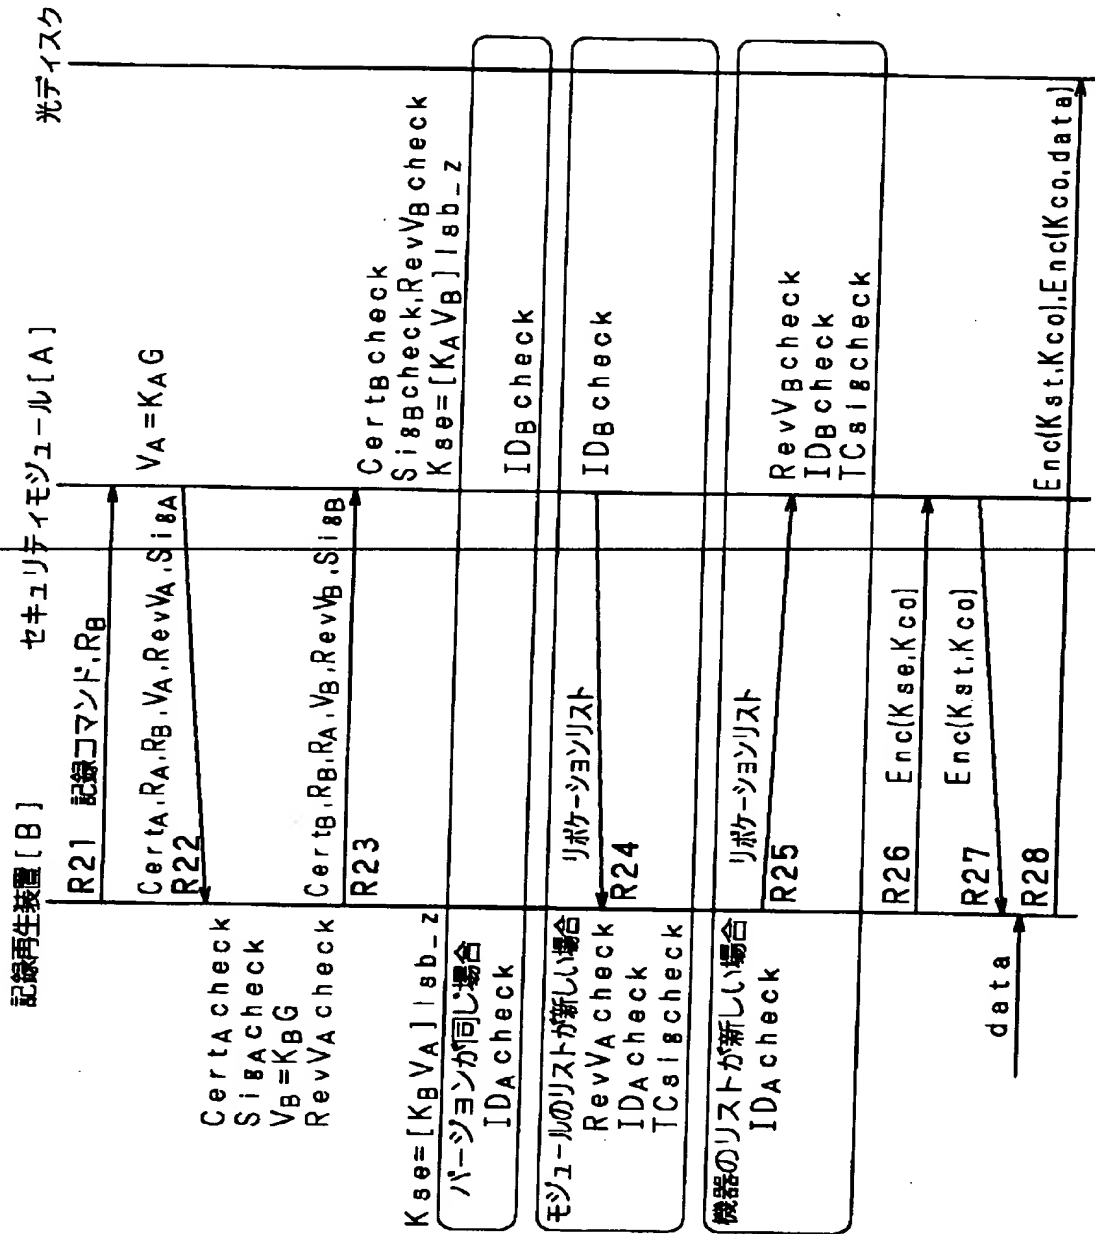 記録再生装置[B]
セキュリティモジュール[A]
光ディスク
R21 記録コマンド,RB
VA=KAG
CertA,RA,RB,VA,RevVA,SigA
R22
CertAcheck
SigAcheck
VB=KBG
RevVAcheck
CertB,RB,RA,VB,RevVB,SigB
R23
CertBcheck
SigBcheck,RevVBcheck
Kse=[KAVB]lsb_z
Kse=[KBVA]lsb_z
バージョンが同じ場合
IDAcheck
IDBcheck
モジュールのリストが新しい場合
リボケーションリスト
R24
RevVAcheck
IDAcheck
TCsigcheck
IDBcheck
機器のリストが新しい場合
IDAcheck
リボケーションリスト
R25
RevVBcheck
IDBcheck
TCsigcheck
R26 Enc(Kse,Kco)
Enc(Kst,Kco)
R27
data
R28
Enc(Kst,Kco),Enc(Kco,data)